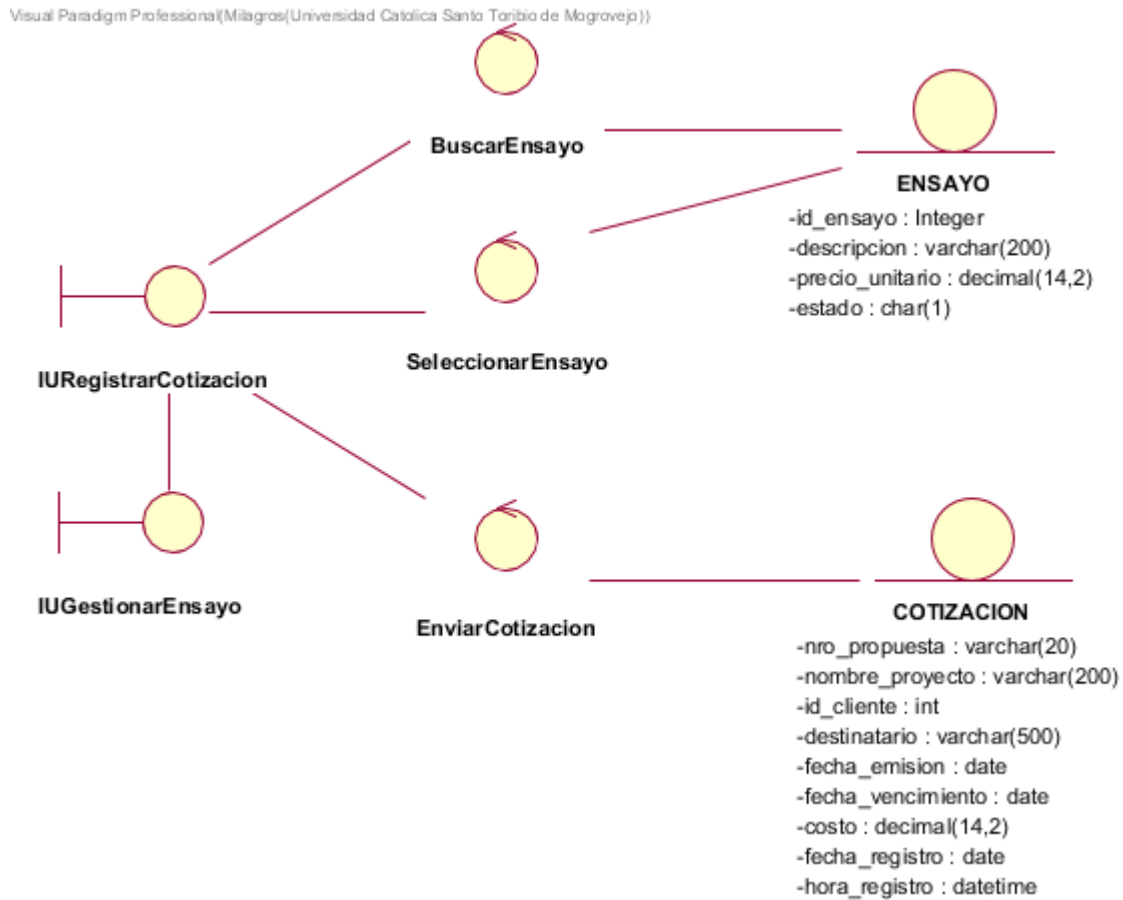 Visual Paradigm Professional(Milagros(Universidad Catolica Santo Toribio de Mogrovejo))
BuscarEnsayo
ENSAYO
-id_ensayo : Integer
-descripcion : varchar(200)
-precio_unitario : decimal(14,2)
-estado : char(1)
SeleccionarEnsayo
IURegistrarCotizacion
IUGestionarEnsayo
EnviarCotizacion
COTIZACION
-nro_propuesta : varchar(20)
-nombre_proyecto : varchar(200)
-id_cliente : int
-destinatario : varchar(500)
-fecha_emision : date
-fecha_vencimiento : date
-costo : decimal(14,2)
-fecha_registro : date
-hora_registro : datetime